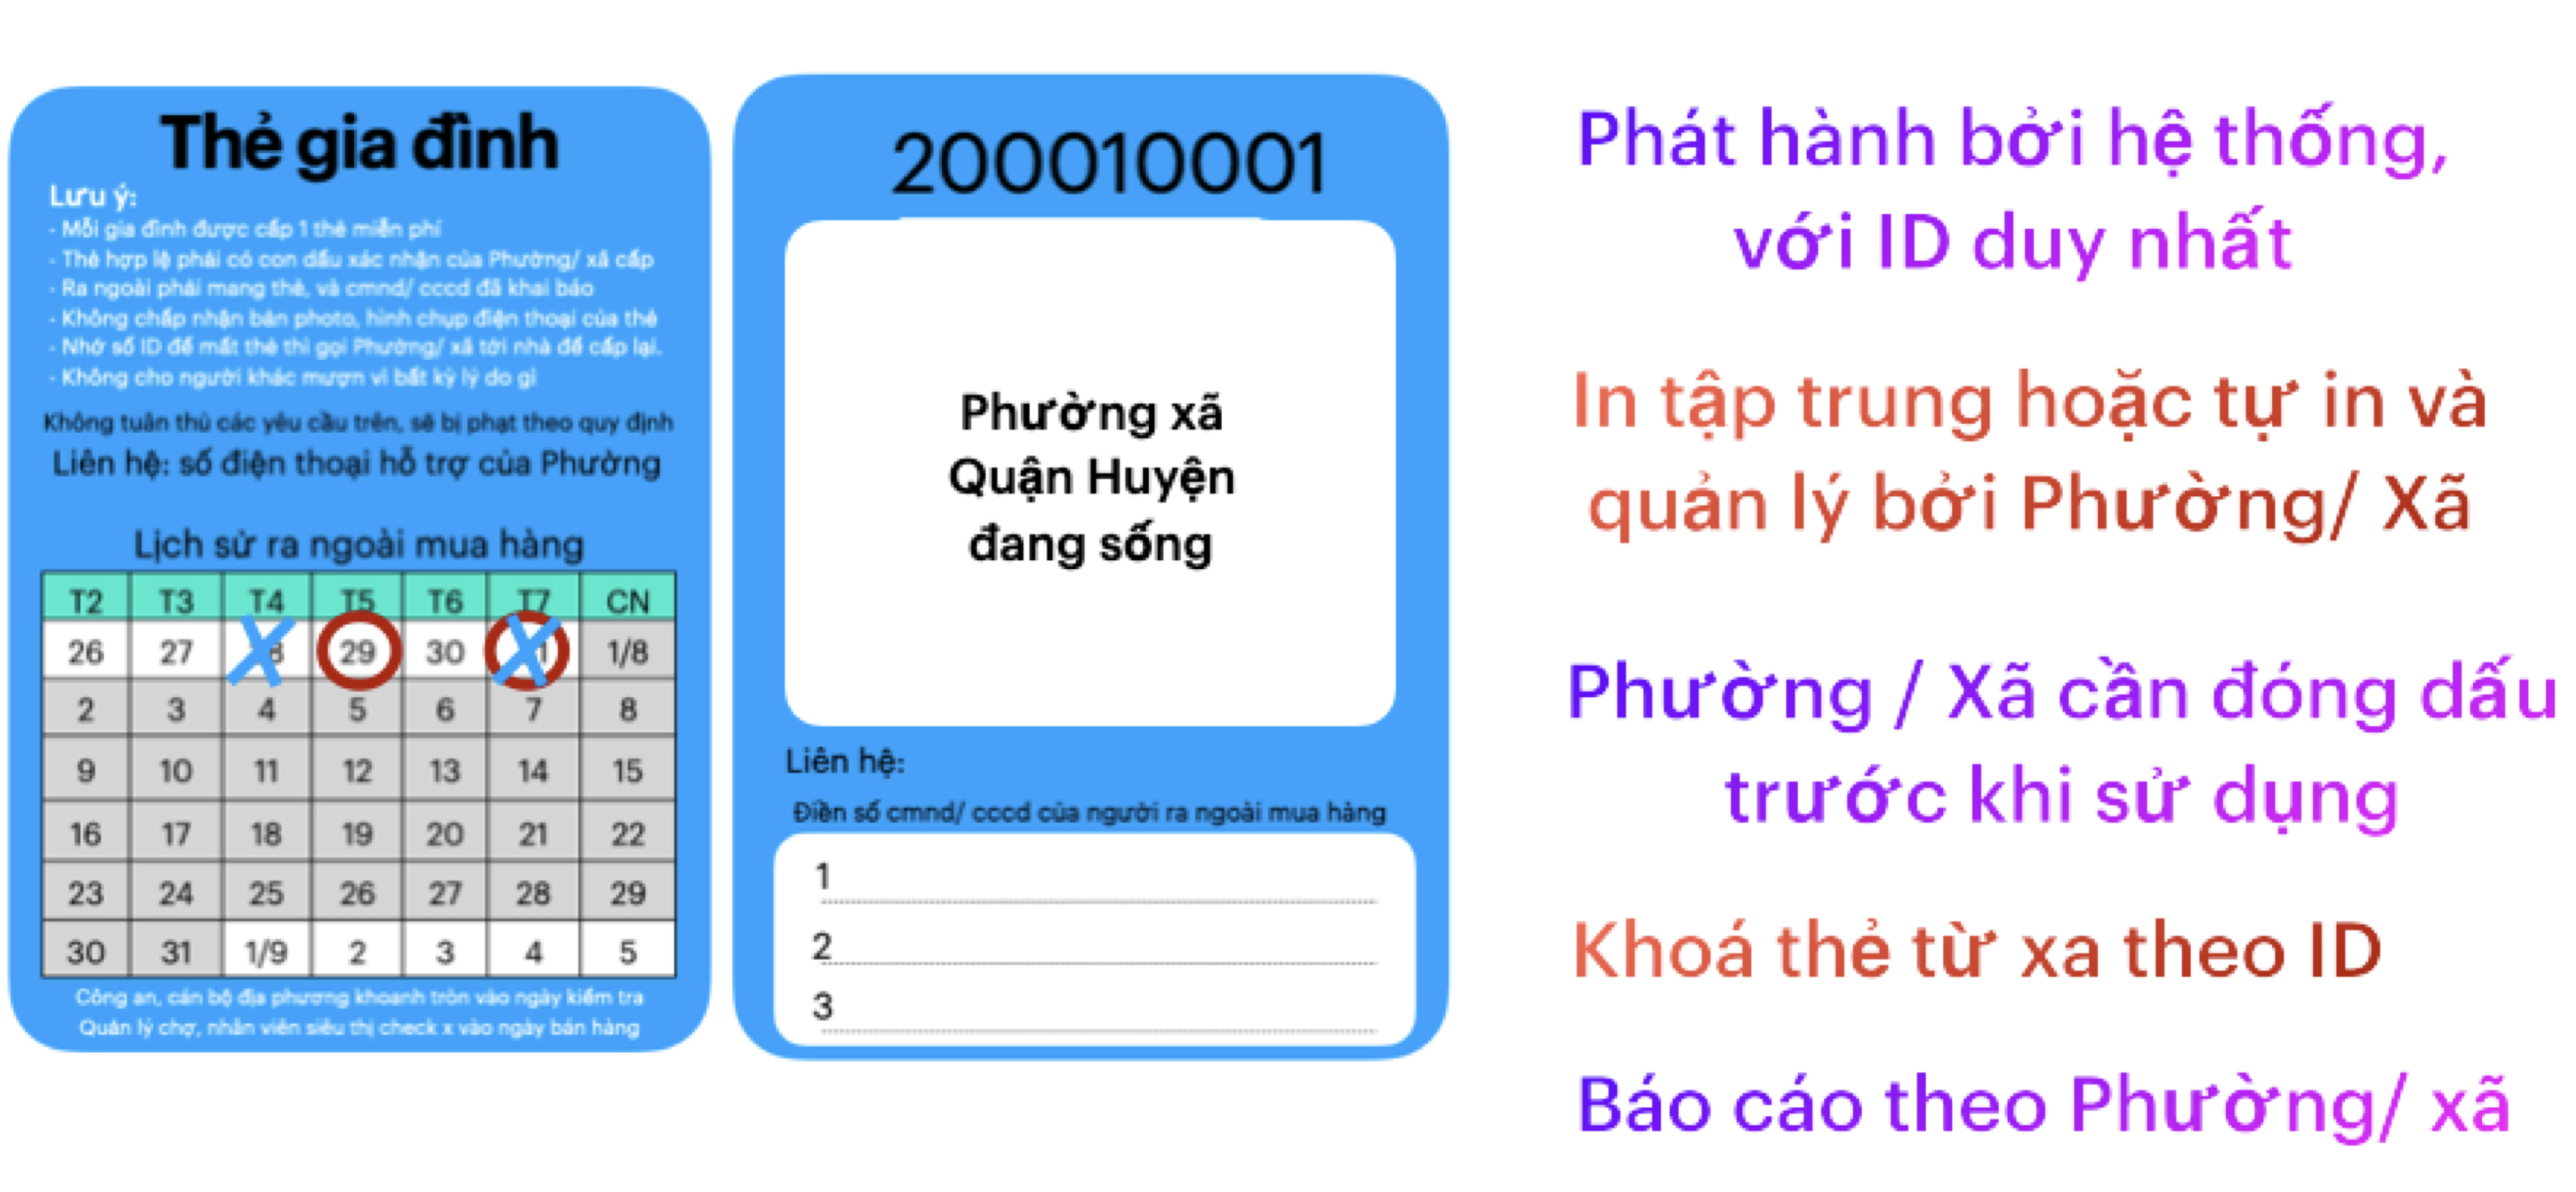 Thẻ gia đình
Lưu ý:
- Mỗi gia đình được cấp 1 thẻ miễn phí
- Thẻ hợp lệ phải có con dấu xác nhận của Phường/ xã cấp
- Ra ngoài phải mang thẻ, và cmnd/ cccd đã khai báo
- Không chấp nhận bản photo, hình chụp điện thoại của thẻ
- Nhớ số ID để mất thẻ thì gọi Phường/ xã tới nhà để cấp lại.
- Không cho người khác mượn vì bất kỳ lý do gì
Không tuân thủ các yêu cầu trên, sẽ bị phạt theo quy định
Liên hệ: số điện thoại hỗ trợ của Phường
Lịch sử ra ngoài mua hàng
T2 T3 T4 T5 T6 T7 CN
26 27 29 30 1/8
2 3 4 5 6 7 8
9 10 11 12 13 14 15
16 17 18 19 20 21 22
23 24 25 26 27 28 29
30 31 1/9 2 3 4 5
Công an, cán bộ địa phương khoanh tròn vào ngày kiểm tra
Quản lý chợ, nhân viên siêu thị check x vào ngày bán hàng
200010001
Phường xã
Quận Huyện
đang sống
Liên hệ:
Điền số cmnd/ cccd của người ra ngoài mua hàng
1
2
3
Phát hành bởi hệ thống,
với ID duy nhất
In tập trung hoặc tự in và
quản lý bởi Phường/ Xã
Phường / Xã cần đóng dấu
trước khi sử dụng
Khoá thẻ từ xa theo ID
Báo cáo theo Phường/ xã